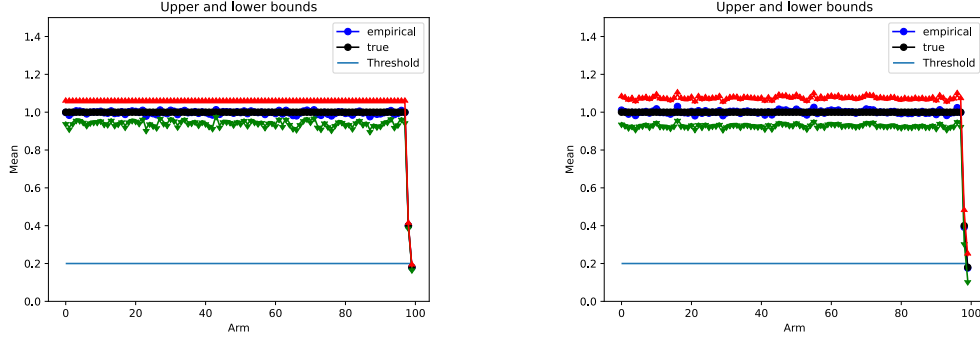 Upper and lower bounds
empirical
true
Threshold
1.4
1.2
1.0
0.8
0.6
0.4
0.2
0.0
Mean
0 20 40 60 80 100
Arm
Upper and lower bounds
empirical
true
Threshold
1.4
1.2
1.0
0.8
0.6
0.4
0.2
0.0
Mean
0 20 40 60 80 100
Arm